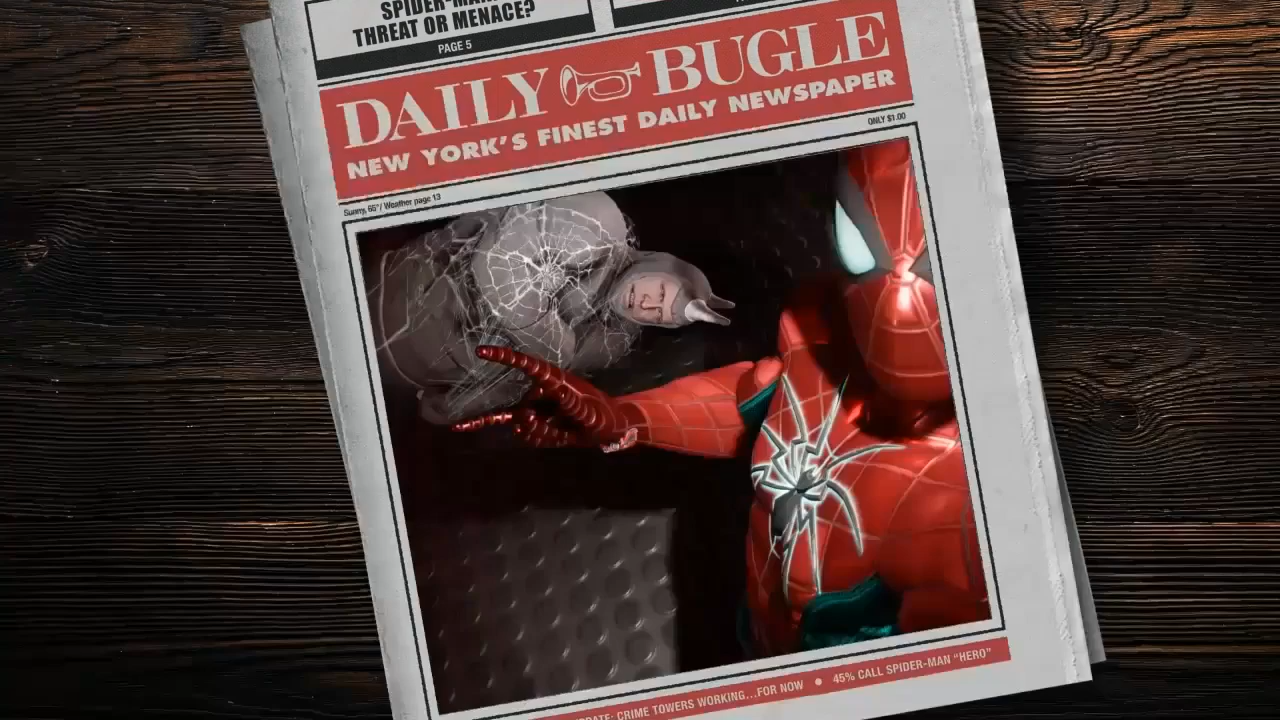 THREAT OR MENACE?
PAGE 5
DAILY BUGLE
NEW YORK'S FINEST DAILY NEWSPAPER
ONLY $1.00
Sunny, 66°/ Weather page 13
CRIME TOWERS WORKING...FOR NOW ● 45% CALL SPIDER-MAN “HERO”